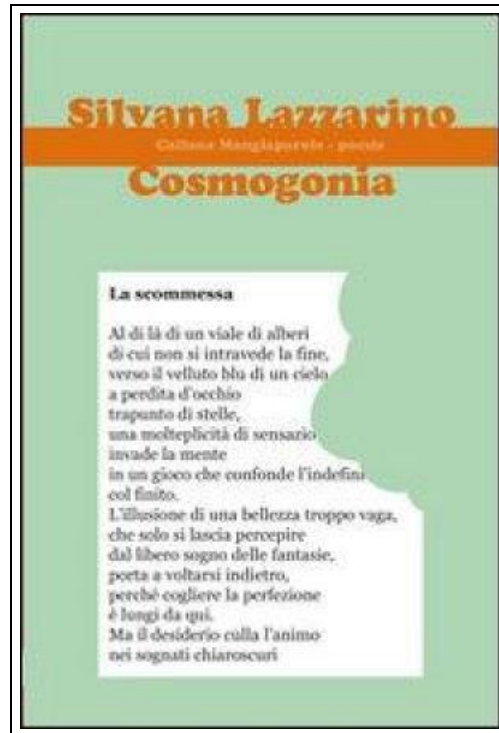 Silvana Lazzarino
Collana Mangiaparole - poesie
Cosmogonia
La scommessa
Al di là di un viale di alberi
di cui non si intravede la fine,
verso il velluto blu di un cielo
a perdita d'occhio
trapunto di stelle,
una molteplicità di sensazio
invade la mente
in un gioco che confonde l'indefini
col finito.
L'illusione di una bellezza troppo vaga,
che solo si lascia percepire
dal libero sogno delle fantasie,
porta a voltarsi indietro,
perché cogliere la perfezione
è lungi da qui.
Ma il desiderio culla l'animo
nei sognati chiaroscuri